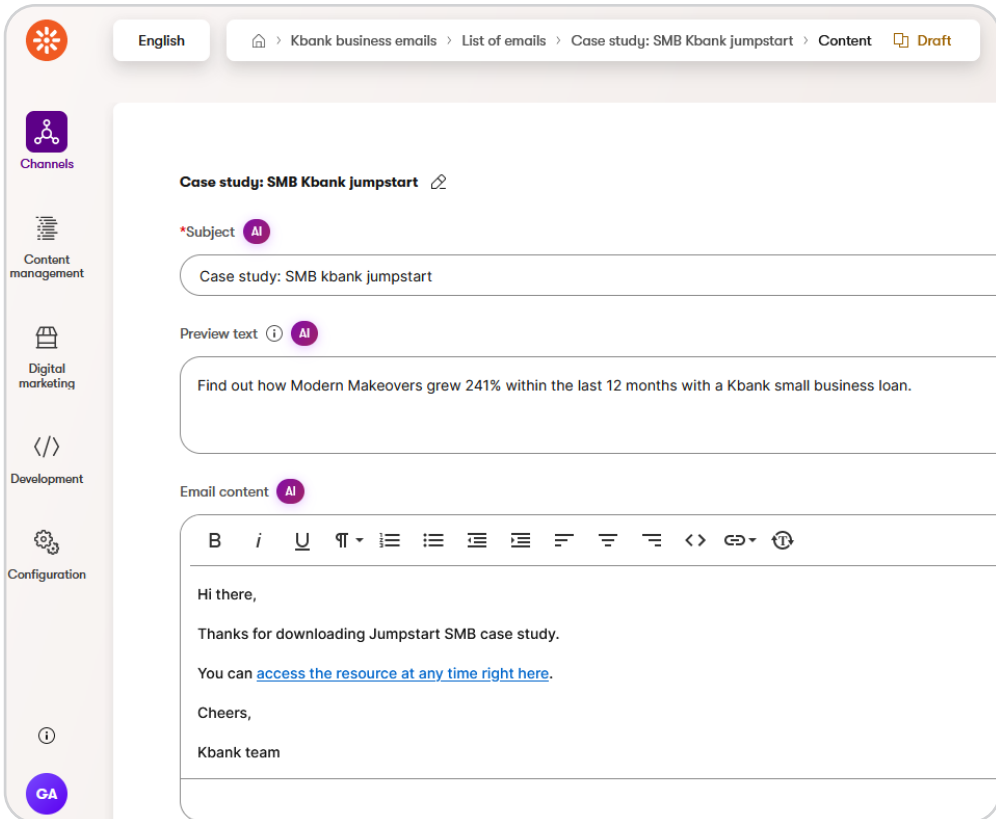 English
Kbank business emails > List of emails > Case study: SMB Kbank jumpstart > Content Draft
Channels
Content
management
Digital
marketing
Development
Configuration
GA
Case study: SMB Kbank jumpstart
*Subject AI
Case study: SMB kbank jumpstart
Preview text AI
Find out how Modern Makeovers grew 241% within the last 12 months with a Kbank small business loan.
Email content AI
B i U
Hi there,
Thanks for downloading Jumpstart SMB case study.
You can access the resource at any time right here.
Cheers,
Kbank team